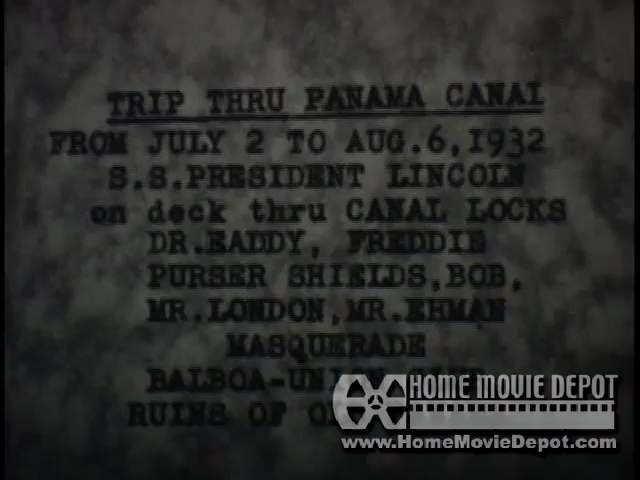 TRIP THRU PANAMA CANAL
FROM JULY 2 TO AUG.6,1932
S.S.PRESIDENT LINCOLN
on deck thru CANAL LOCKS
DR.EADDY, FREDDIE
PURSER SHIELDS,BOB,
MR.LONDON,MR.EHMAN
MASQUERADE
BALBOA-UNION
RUINS OF
HOME MOVIE DEPOT
www.HomeMovieDepot.com